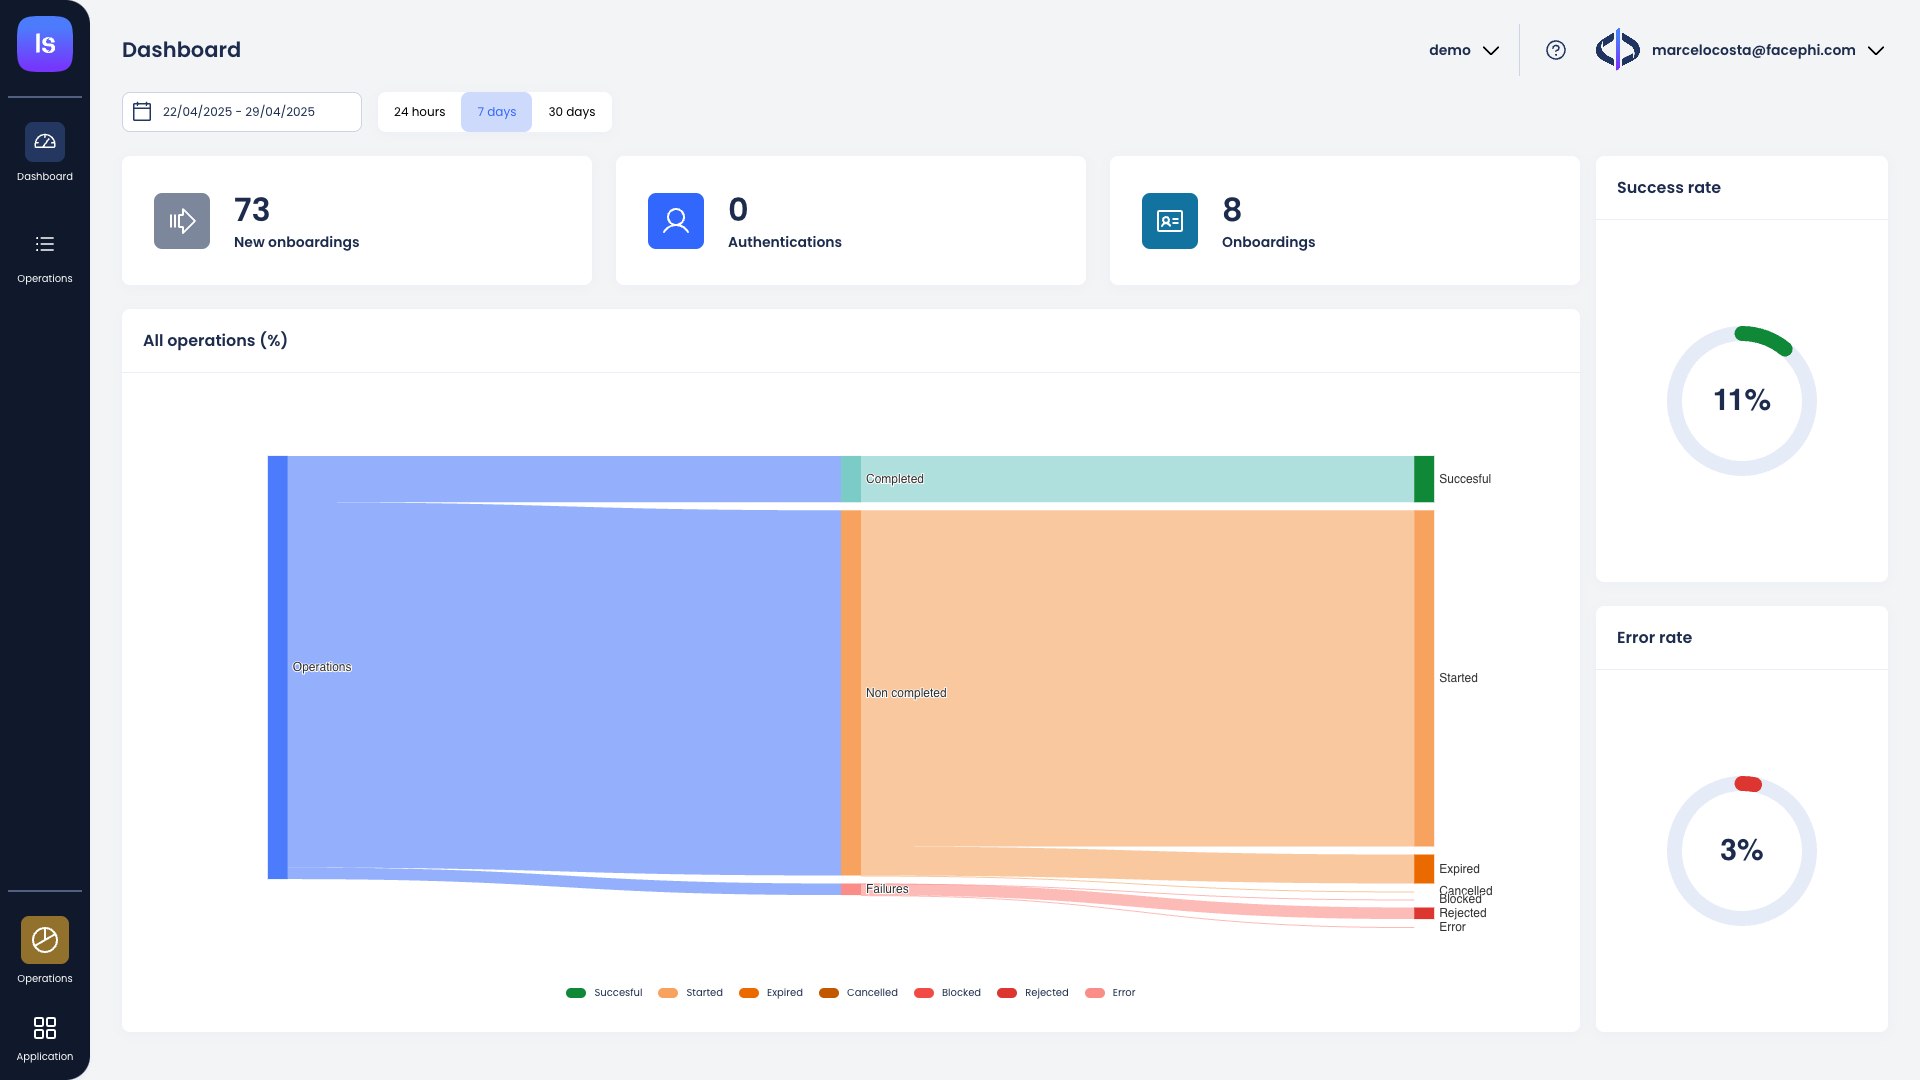 Is
Dashboard
Operations
Operations
Application
Dashboard
demo
marcelocosta@facephi.com
22/04/2025 - 29/04/2025
24 hours
7 days
30 days
73
New onboardings
0
Authentications
8
Onboardings
Success rate
11%
Error rate
3%
All operations (%)
Operations
Completed
Non completed
Failures
Succesful
Started
Expired
Cancelled
Blocked
Rejected
Error
Succesful
Started
Expired
Cancelled
Blocked
Rejected
Error